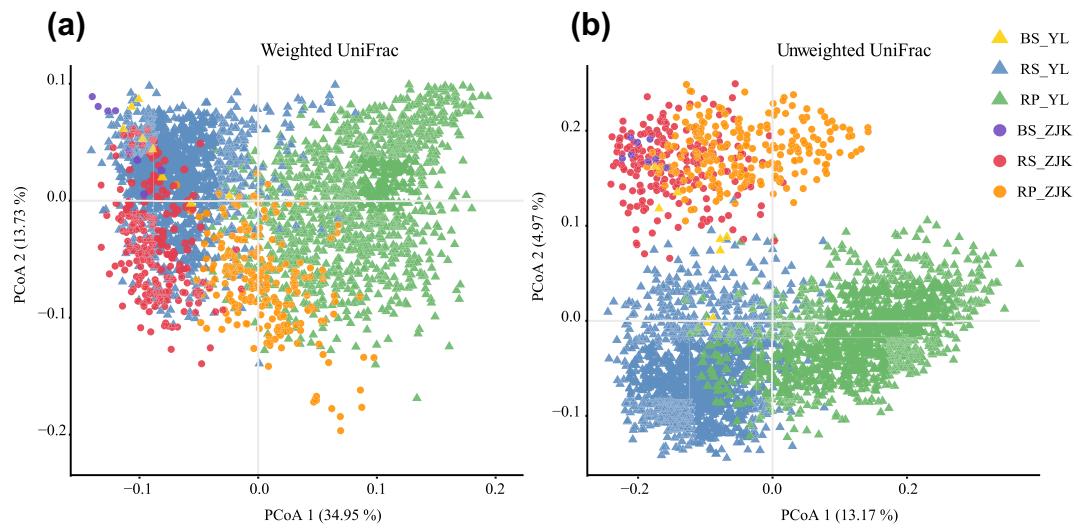 (a)
Weighted UniFrac
0.1
0.0
−0.1
−0.2
PCoA 2 (13.73 %)
−0.1
0.0
0.1
0.2
PCoA 1 (34.95 %)
(b)
Unweighted UniFrac
0.2
0.1
0.0
−0.1
PCoA 2 (4.97 %)
−0.2
0.0
0.2
PCoA 1 (13.17 %)
BS_YL
RS_YL
RP_YL
BS_ZJK
RS_ZJK
RP_ZJK